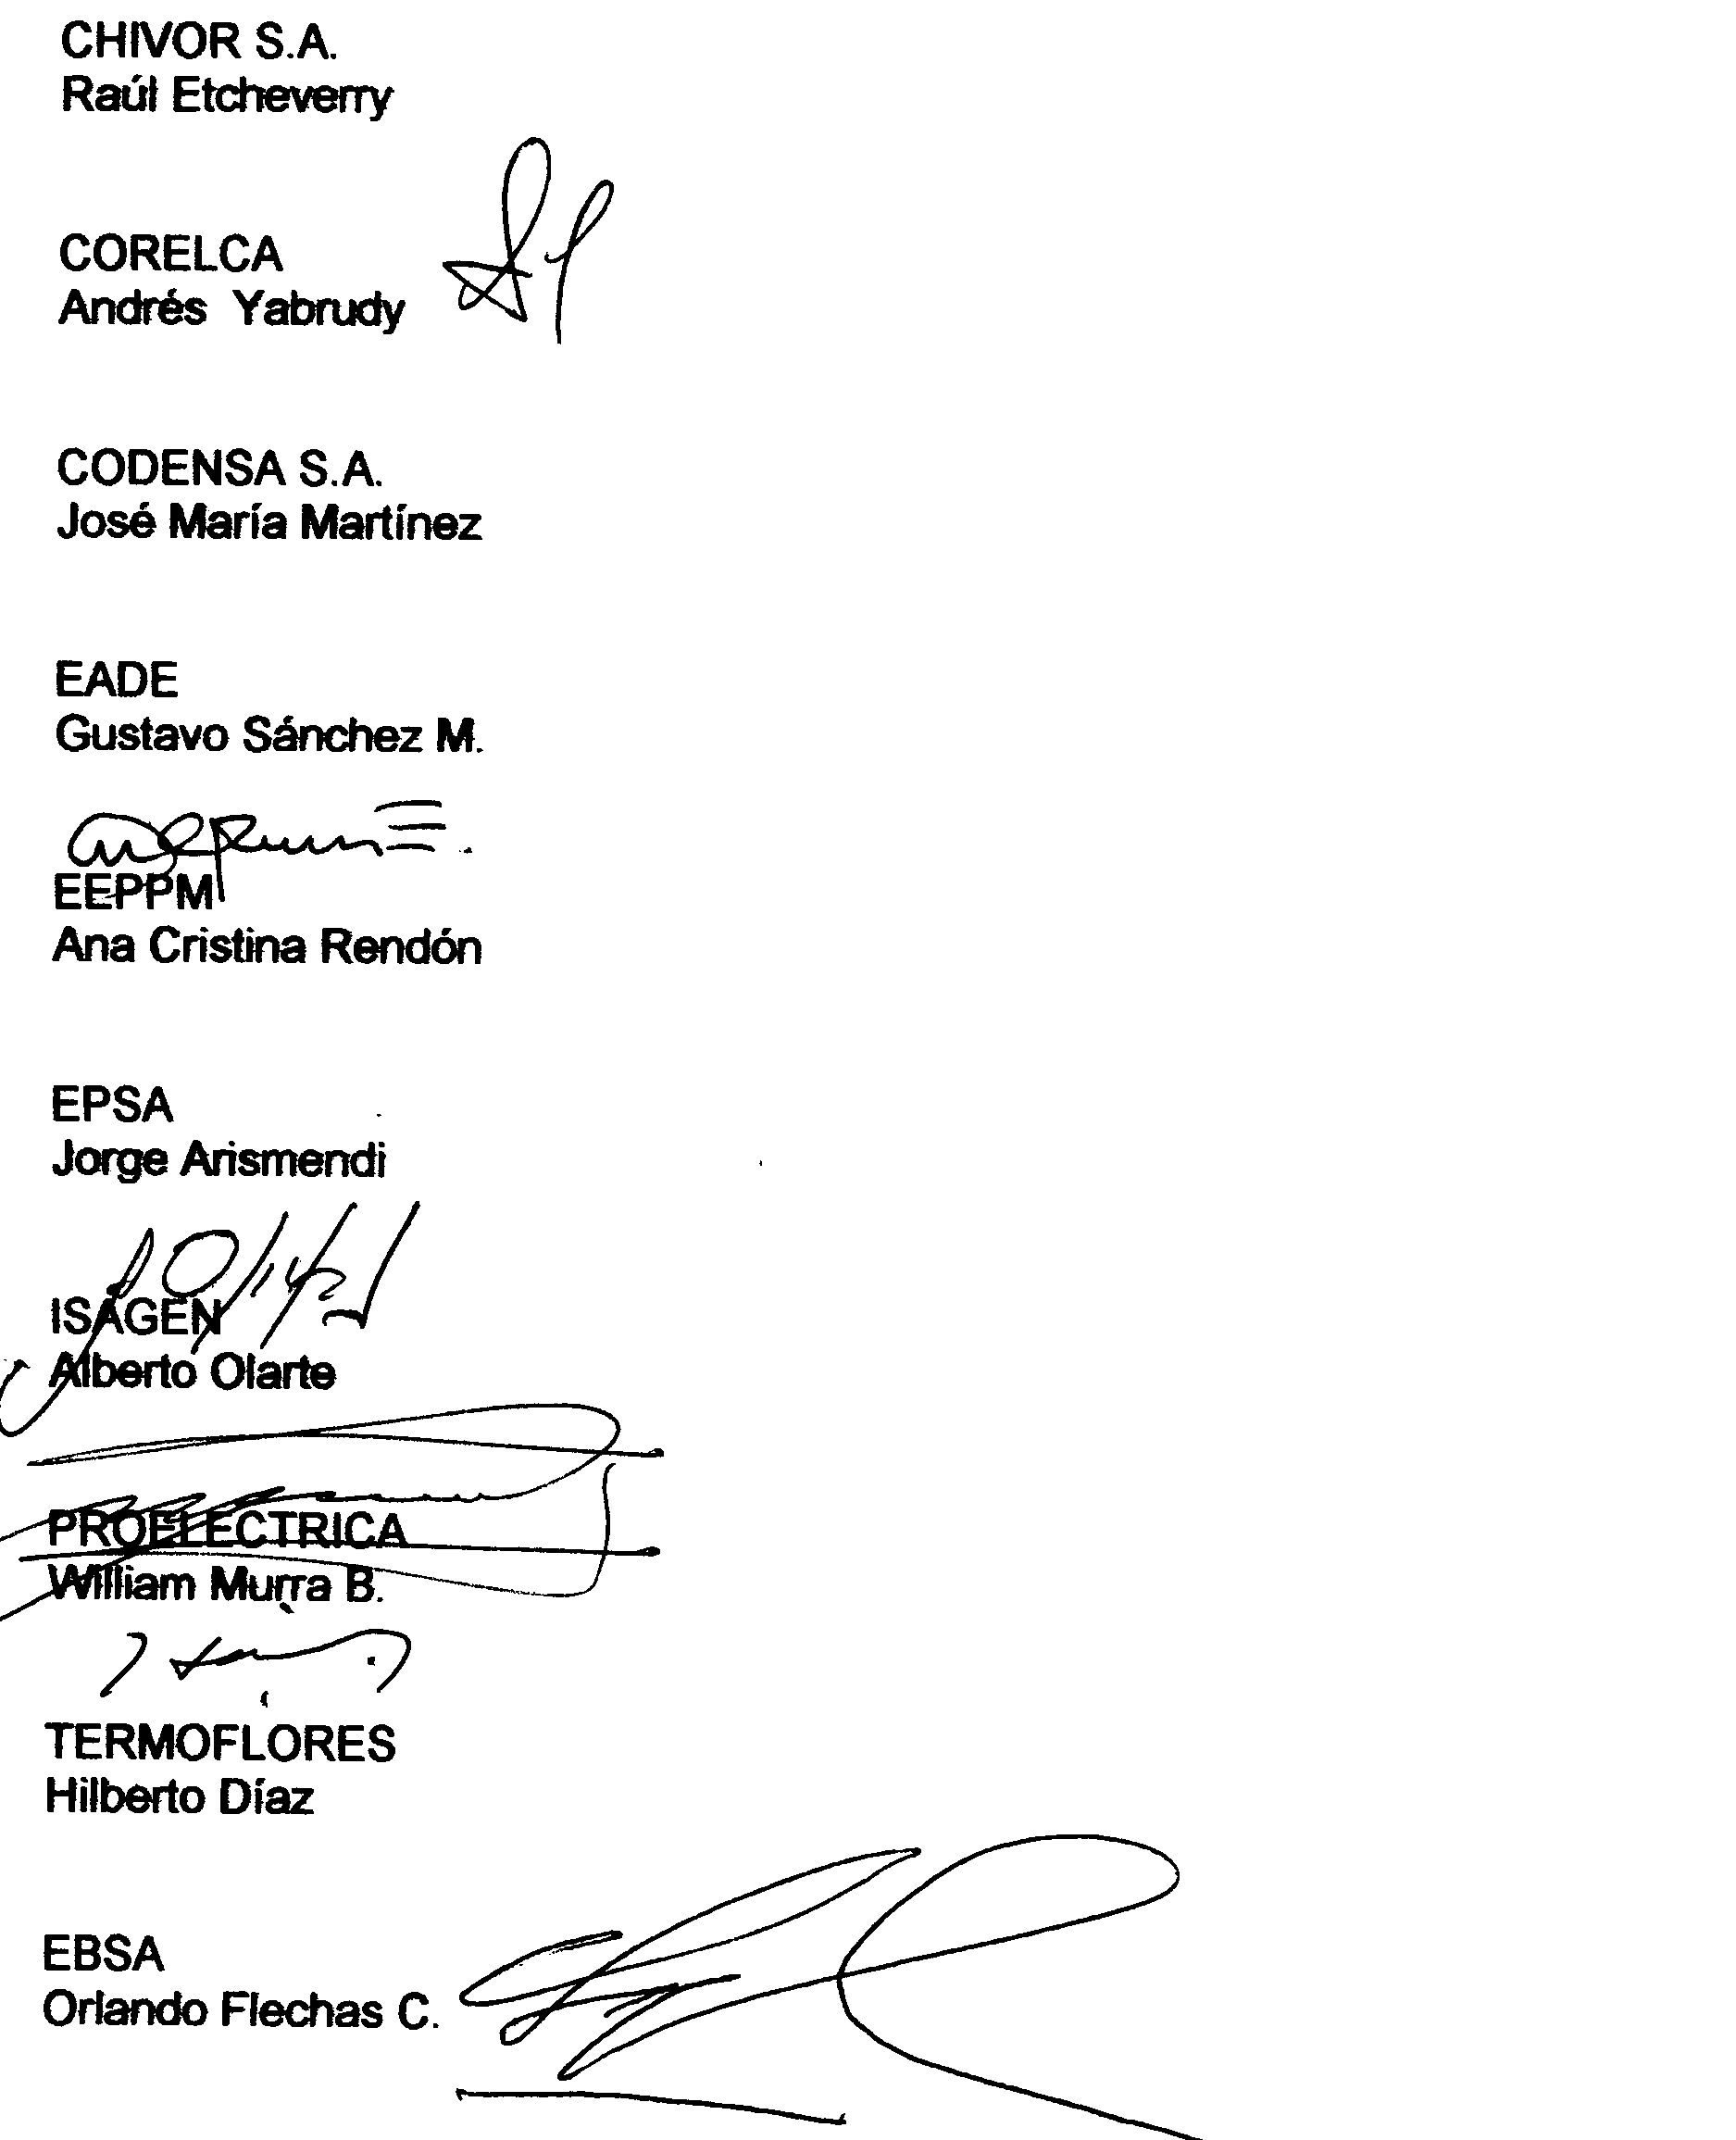 CHIVOR S.A.
Raúl Etcheverry
CORELCA
Andrés Yabrudy
CODENSA S.A.
José María Martínez
EADE
Gustavo Sánchez M.
EEPPM
Ana Cristina Rendón
EPSA
Jorge Arismendi
ISAGEN
Alberto Olarte
PROELECTRICA
William Murra B.
TERMOFLORES
Hilberto Díaz
EBSA
Orlando Flechas C.